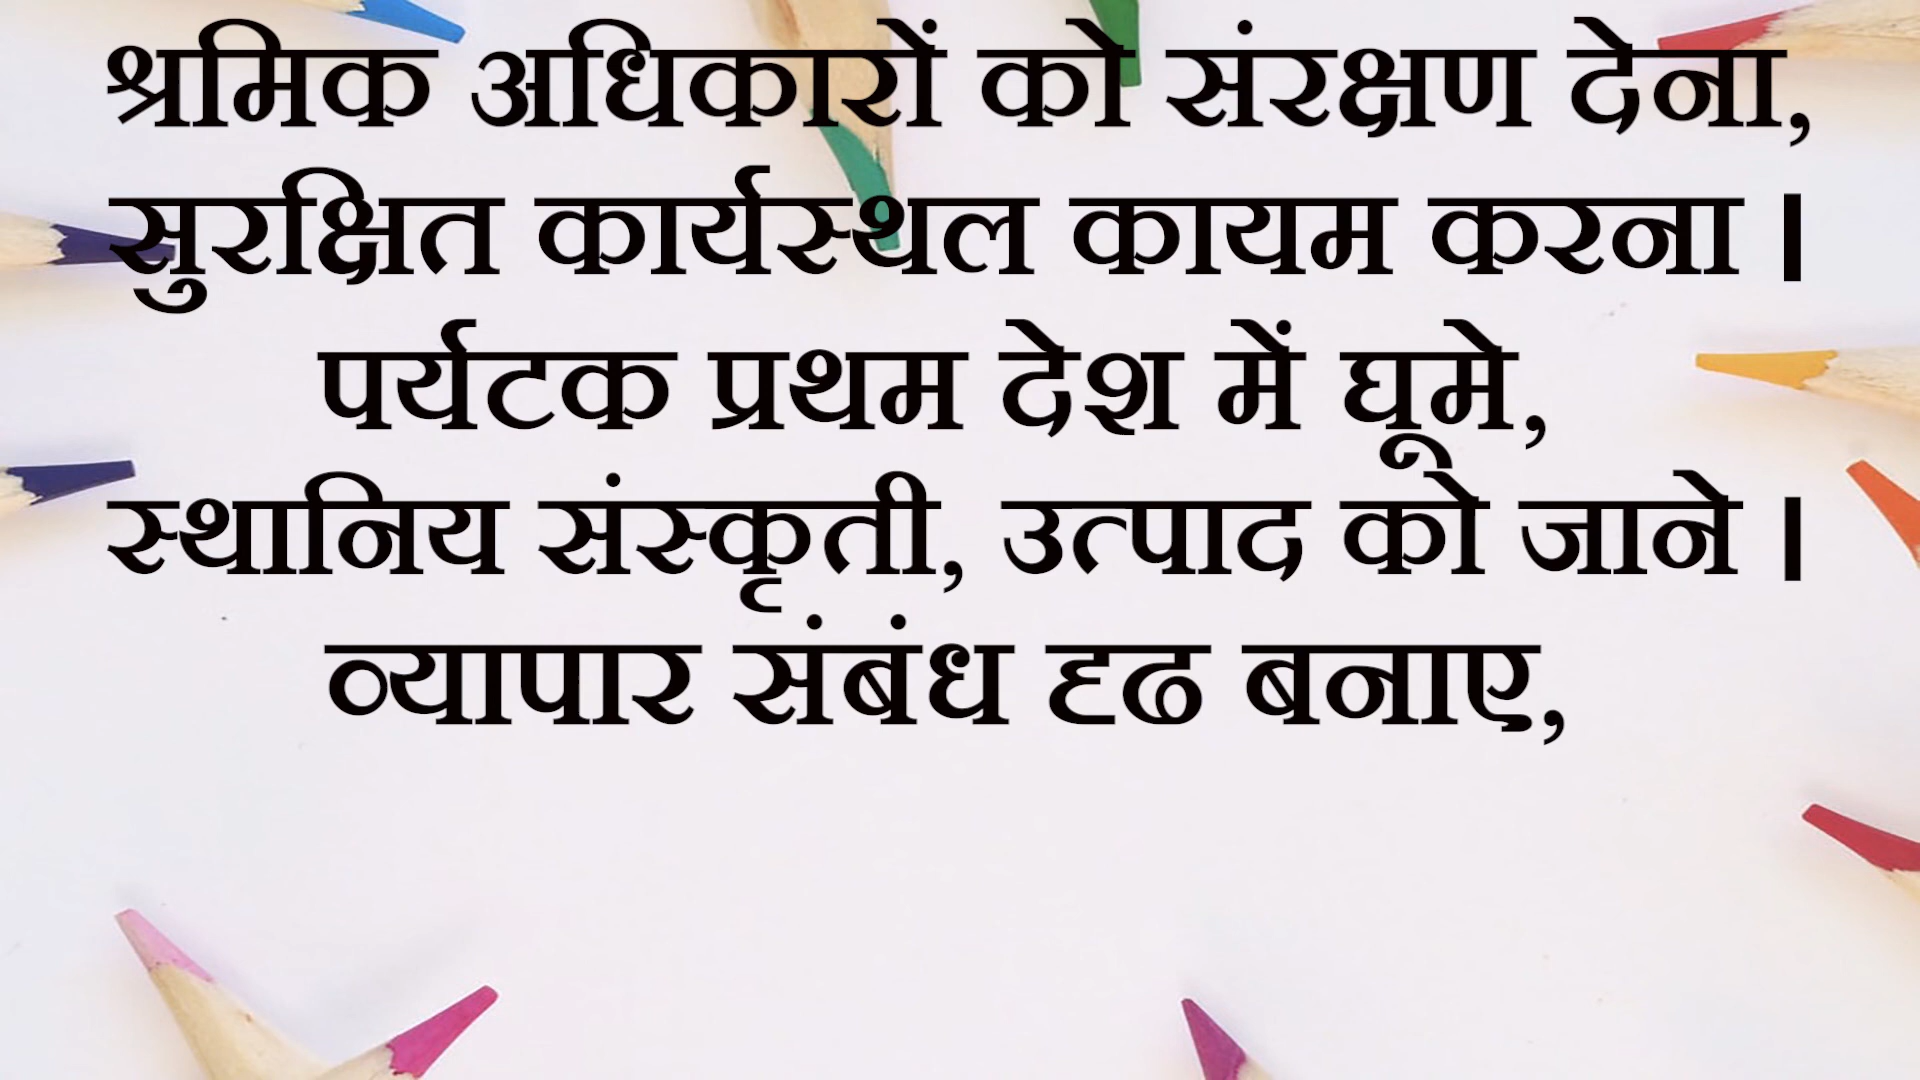 श्रमिक अधिकारों को संरक्षण देना,
सुरक्षित कार्यस्थल कायम करना ।
पर्यटक प्रथम देश में घूमे,
स्थानिय संस्कृती, उत्पाद को जाने ।
व्यापार संबंध दृढ बनाए,